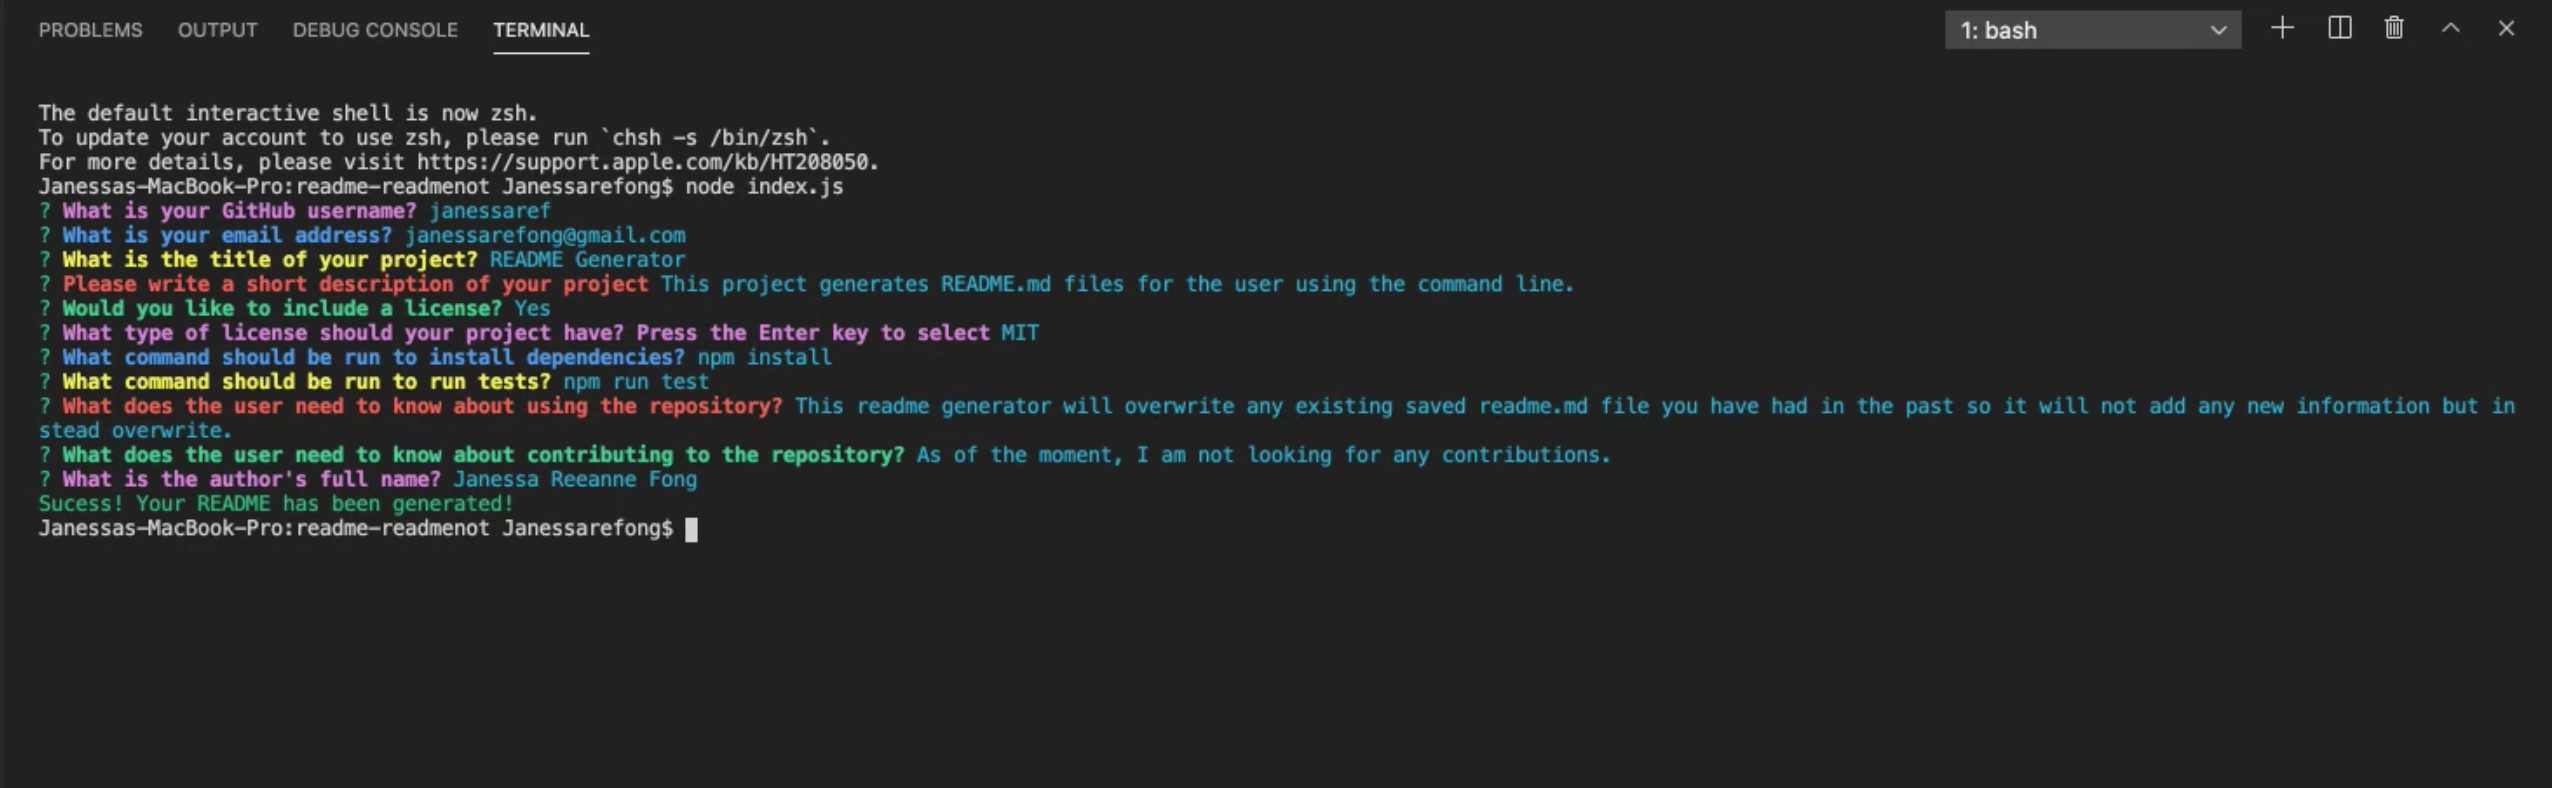 PROBLEMS OUTPUT DEBUG CONSOLE TERMINAL 1: bash
The default interactive shell is now zsh.
To update your account to use zsh, please run `chsh -s /bin/zsh`.
For more details, please visit https://support.apple.com/kb/HT208050.
Janessas-MacBook-Pro:readme-readmenot Janessarefong$ node index.js
? What is your GitHub username? janessaref
? What is your email address? janessarefong@gmail.com
? What is the title of your project? README Generator
? Please write a short description of your project This project generates README.md files for the user using the command line.
? Would you like to include a license? Yes
? What type of license should your project have? Press the Enter key to select MIT
? What command should be run to install dependencies? npm install
? What command should be run to run tests? npm run test
? What does the user need to know about using the repository? This readme generator will overwrite any existing saved readme.md file you have had in the past so it will not add any new information but in
stead overwrite.
? What does the user need to know about contributing to the repository? As of the moment, I am not looking for any contributions.
? What is the author's full name? Janessa Reeanne Fong
Sucess! Your README has been generated!
Janessas-MacBook-Pro:readme-readmenot Janessarefong$